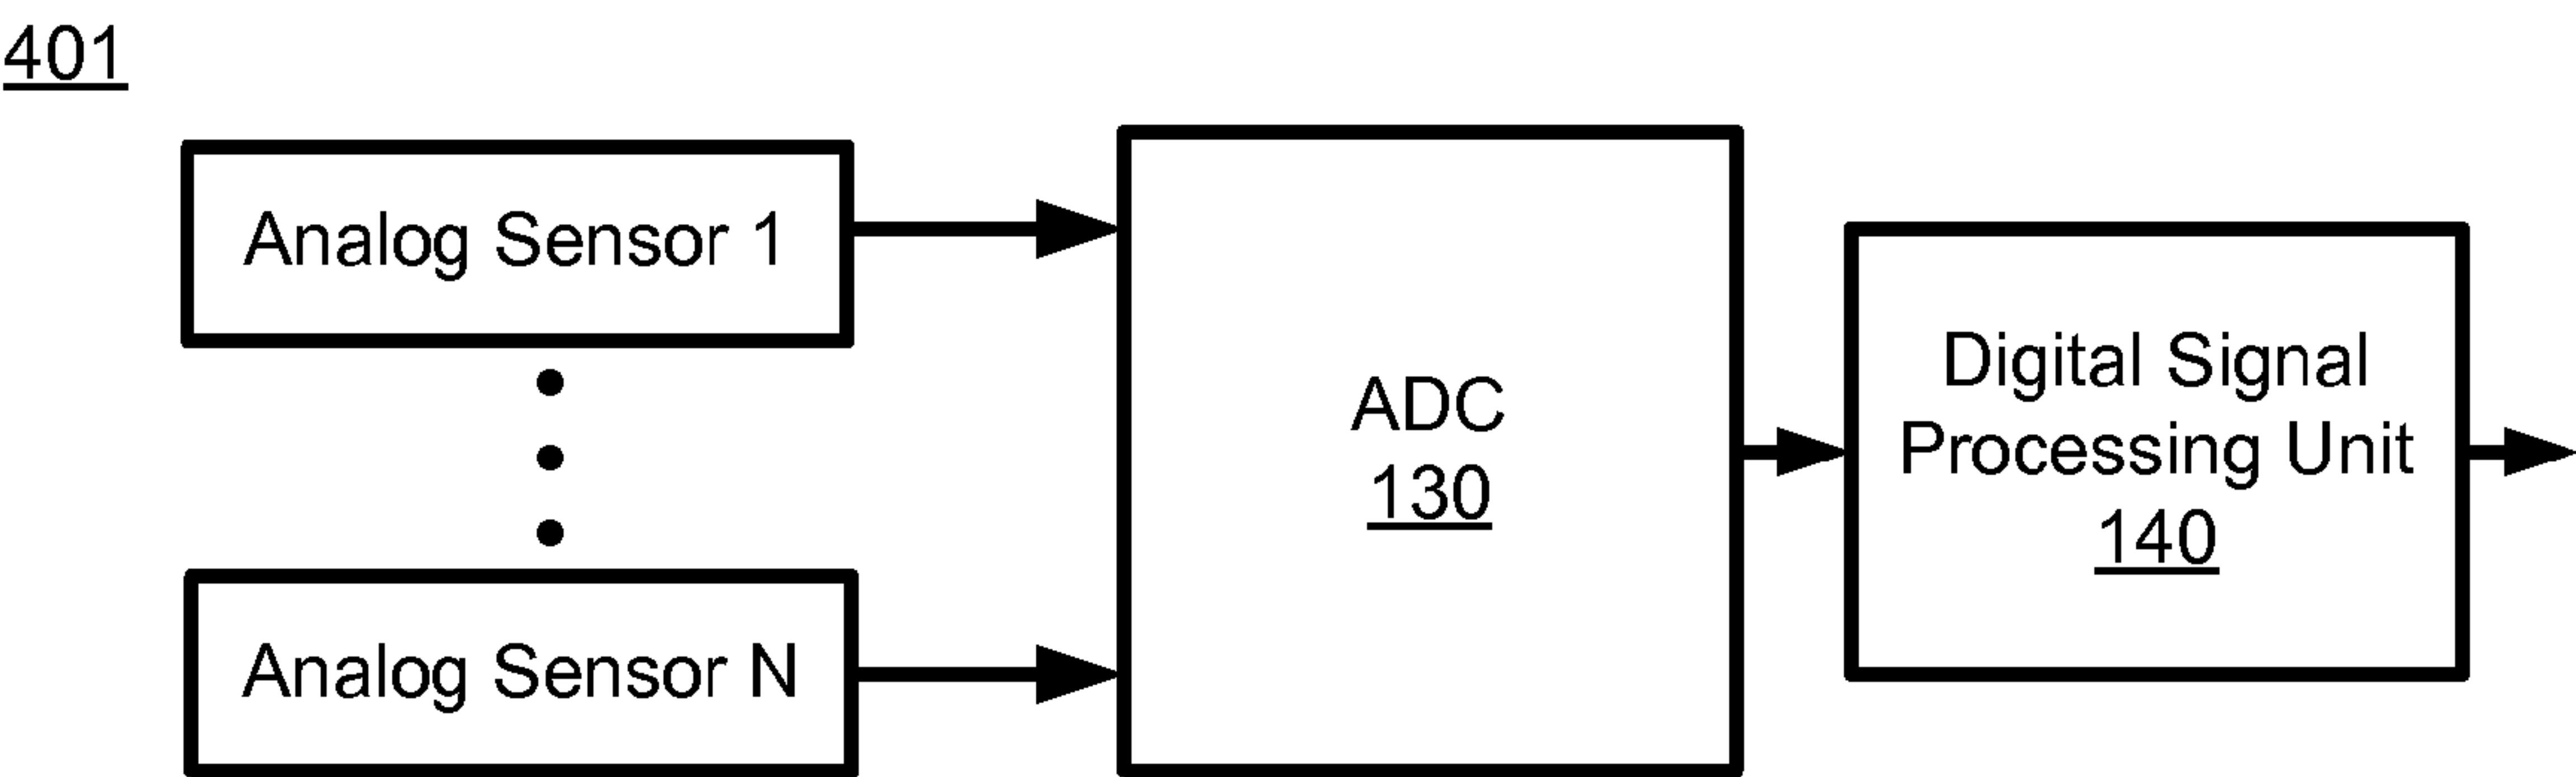 401
Analog Sensor 1
Analog Sensor N
ADC
130
Digital Signal
Processing Unit
140